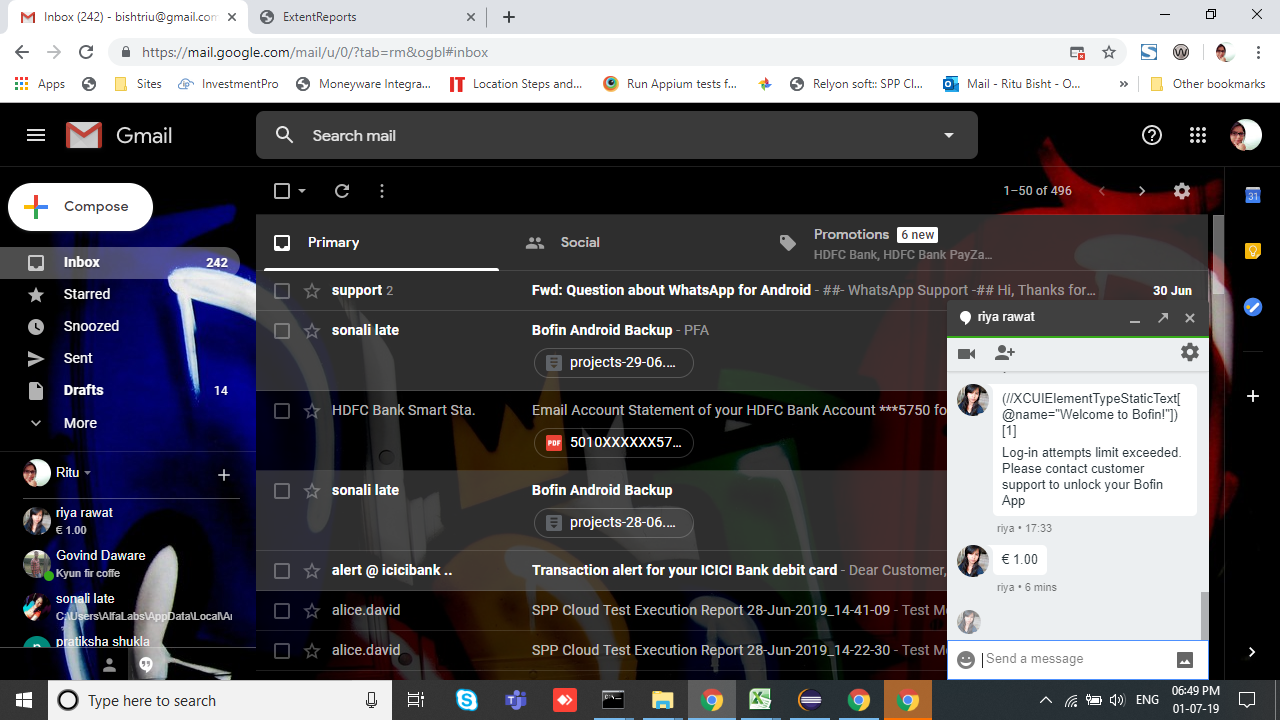 Inbox (242) - bishtriu@gmail.com
ExtentReports
https://mail.google.com/mail/u/0/?tab=rm&ogbl#inbox
Apps
Sites
InvestmentPro
Moneyware Integra...
Location Steps and...
Run Appium tests f...
Relyon soft:: SPP Cl...
Mail - Ritu Bisht - O...
»
Other bookmarks
Gmail
Search mail
Compose
1–50 of 496
Primary
Social
Promotions 6 new
HDFC Bank, HDFC Bank PayZa...
Inbox 242
Starred
Snoozed
Sent
Drafts 14
More
Ritu
riya rawat
€ 1.00
Govind Daware
Kyun fir coffe
sonali late
C:\Users\AlfaLabs\AppData\Local\A
pratiksha shukla
support 2
Fwd: Question about WhatsApp for Android - ##- WhatsApp Support -## Hi, Thanks for...
30 Jun
sonali late
Bofin Android Backup - PFA
projects-29-06....
HDFC Bank Smart Sta.
Email Account Statement of your HDFC Bank Account ***5750 fo
PDF
5010XXXXXX57...
sonali late
Bofin Android Backup
projects-28-06....
alert @ icicibank ..
Transaction alert for your ICICI Bank debit card - Dear Customer,
alice.david
SPP Cloud Test Execution Report 28-Jun-2019_14-41-09 - Test M
alice.david
SPP Cloud Test Execution Report 28-Jun-2019_14-22-30 - Test M
riya rawat
(//XCUIElementTypeStaticText[
@name="Welcome to Bofin!"])
[1]
Log-in attempts limit exceeded.
Please contact customer
support to unlock your Bofin
App
riya • 17:33
€ 1.00
riya • 6 mins
Send a message
31
Type here to search
ENG
06:49 PM
01-07-19